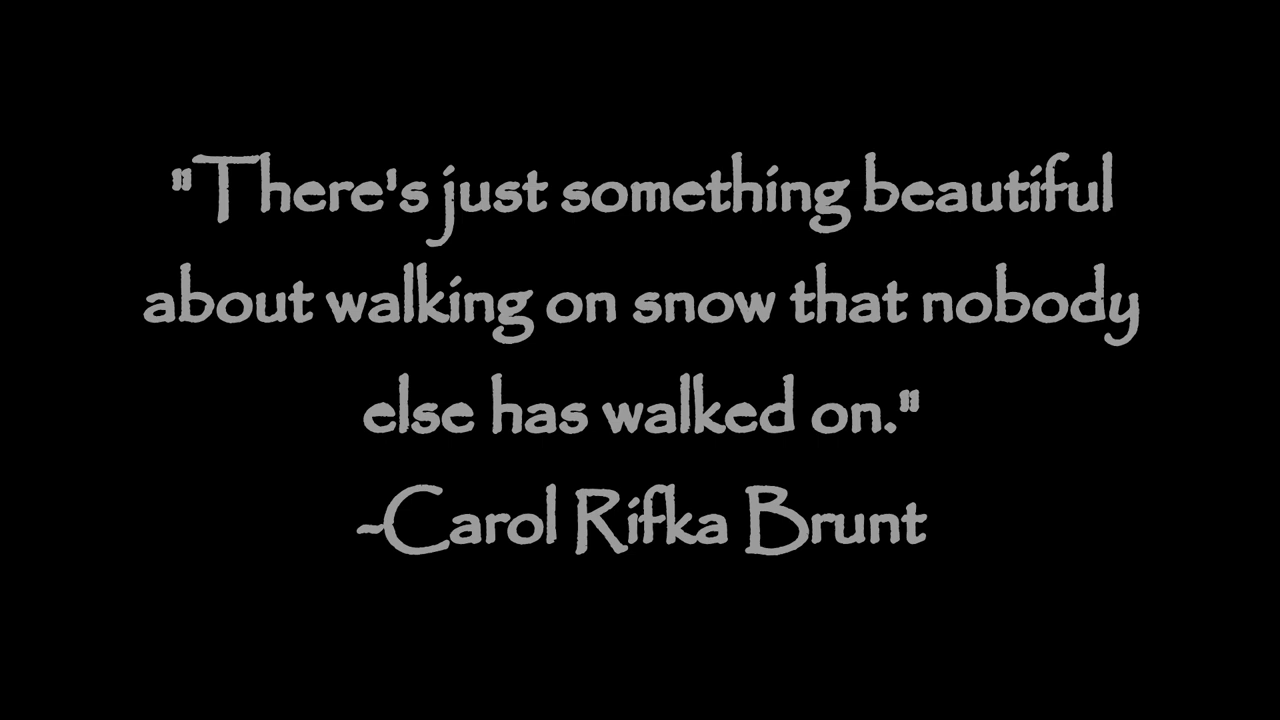 "There's just something beautiful
about walking on snow that nobody
else has walked on."
~Carol Rifka Brunt